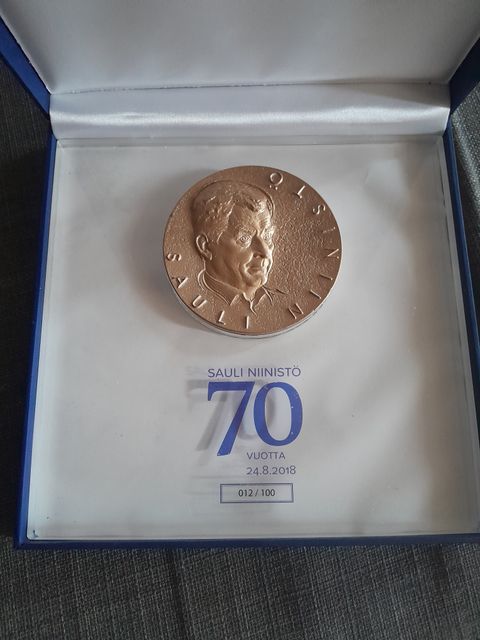 SAULI NIINISTÖ
SAULI NIINISTÖ
70
VUOTTA
24.8.2018
012 / 100